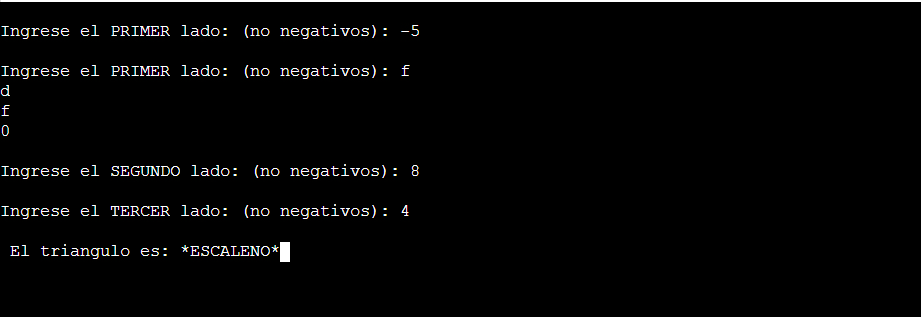 Ingrese el PRIMER lado: (no negativos): -5
Ingrese el PRIMER lado: (no negativos): f
d
f
0
Ingrese el SEGUNDO lado: (no negativos): 8
Ingrese el TERCER lado: (no negativos): 4
El triangulo es: *ESCALENO*